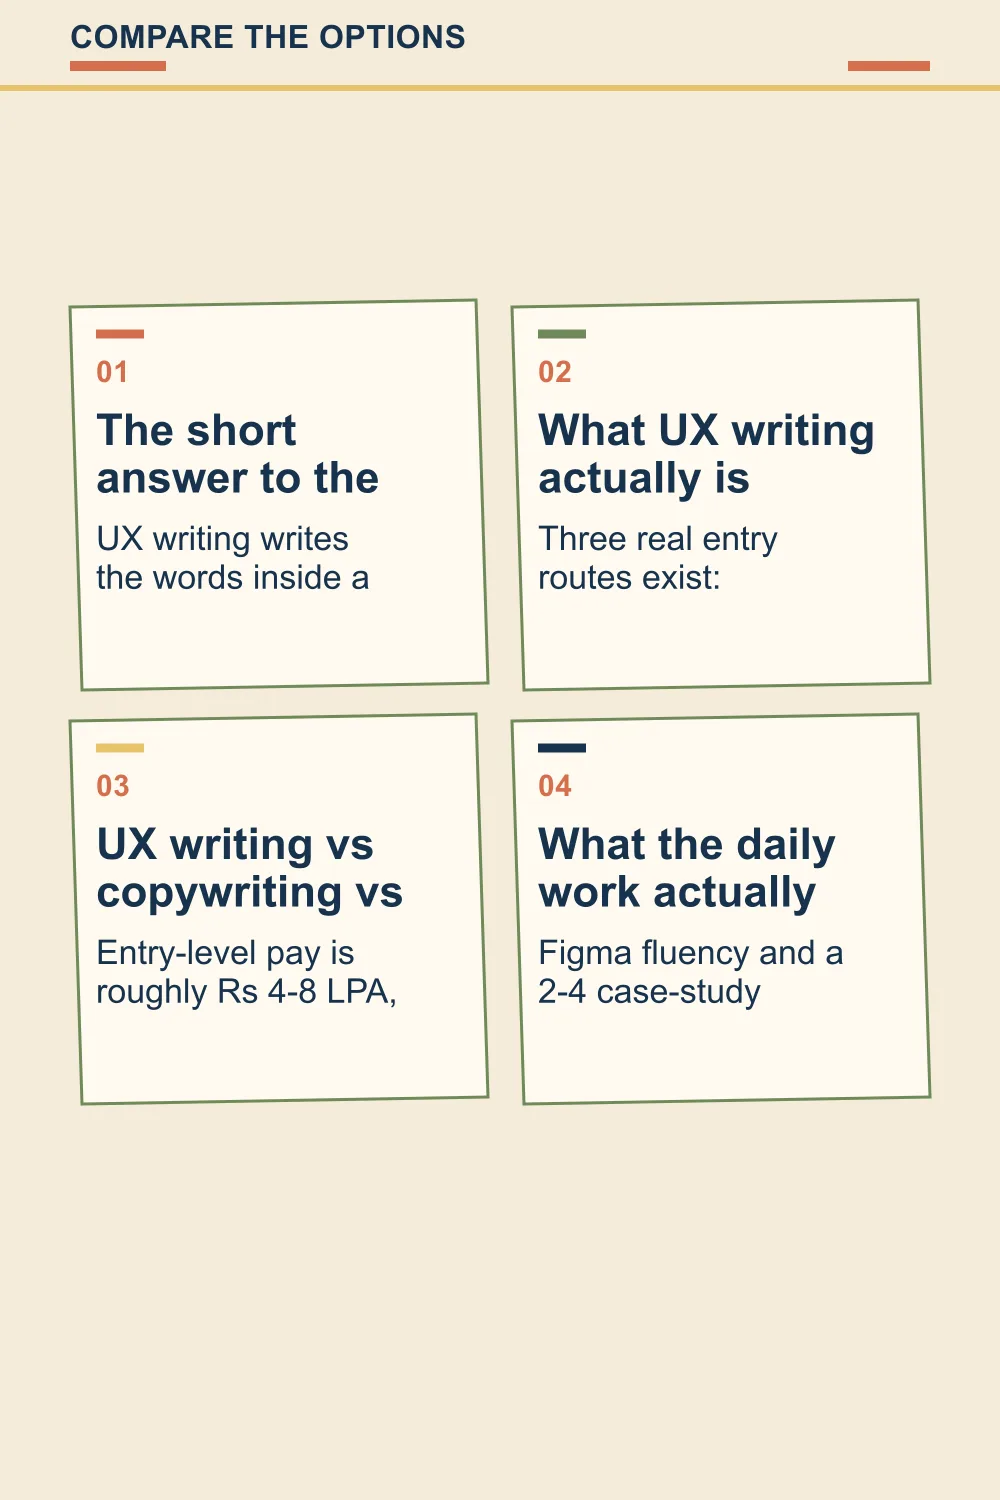 COMPARE THE OPTIONS
01
The short
answer to the
UX writing writes
the words inside a
02
What UX writing
actually is
Three real entry
routes exist:
03
UX writing vs
copywriting vs
Entry-level pay is
roughly Rs 4-8 LPA,
04
What the daily
work actually
Figma fluency and a
2-4 case-study